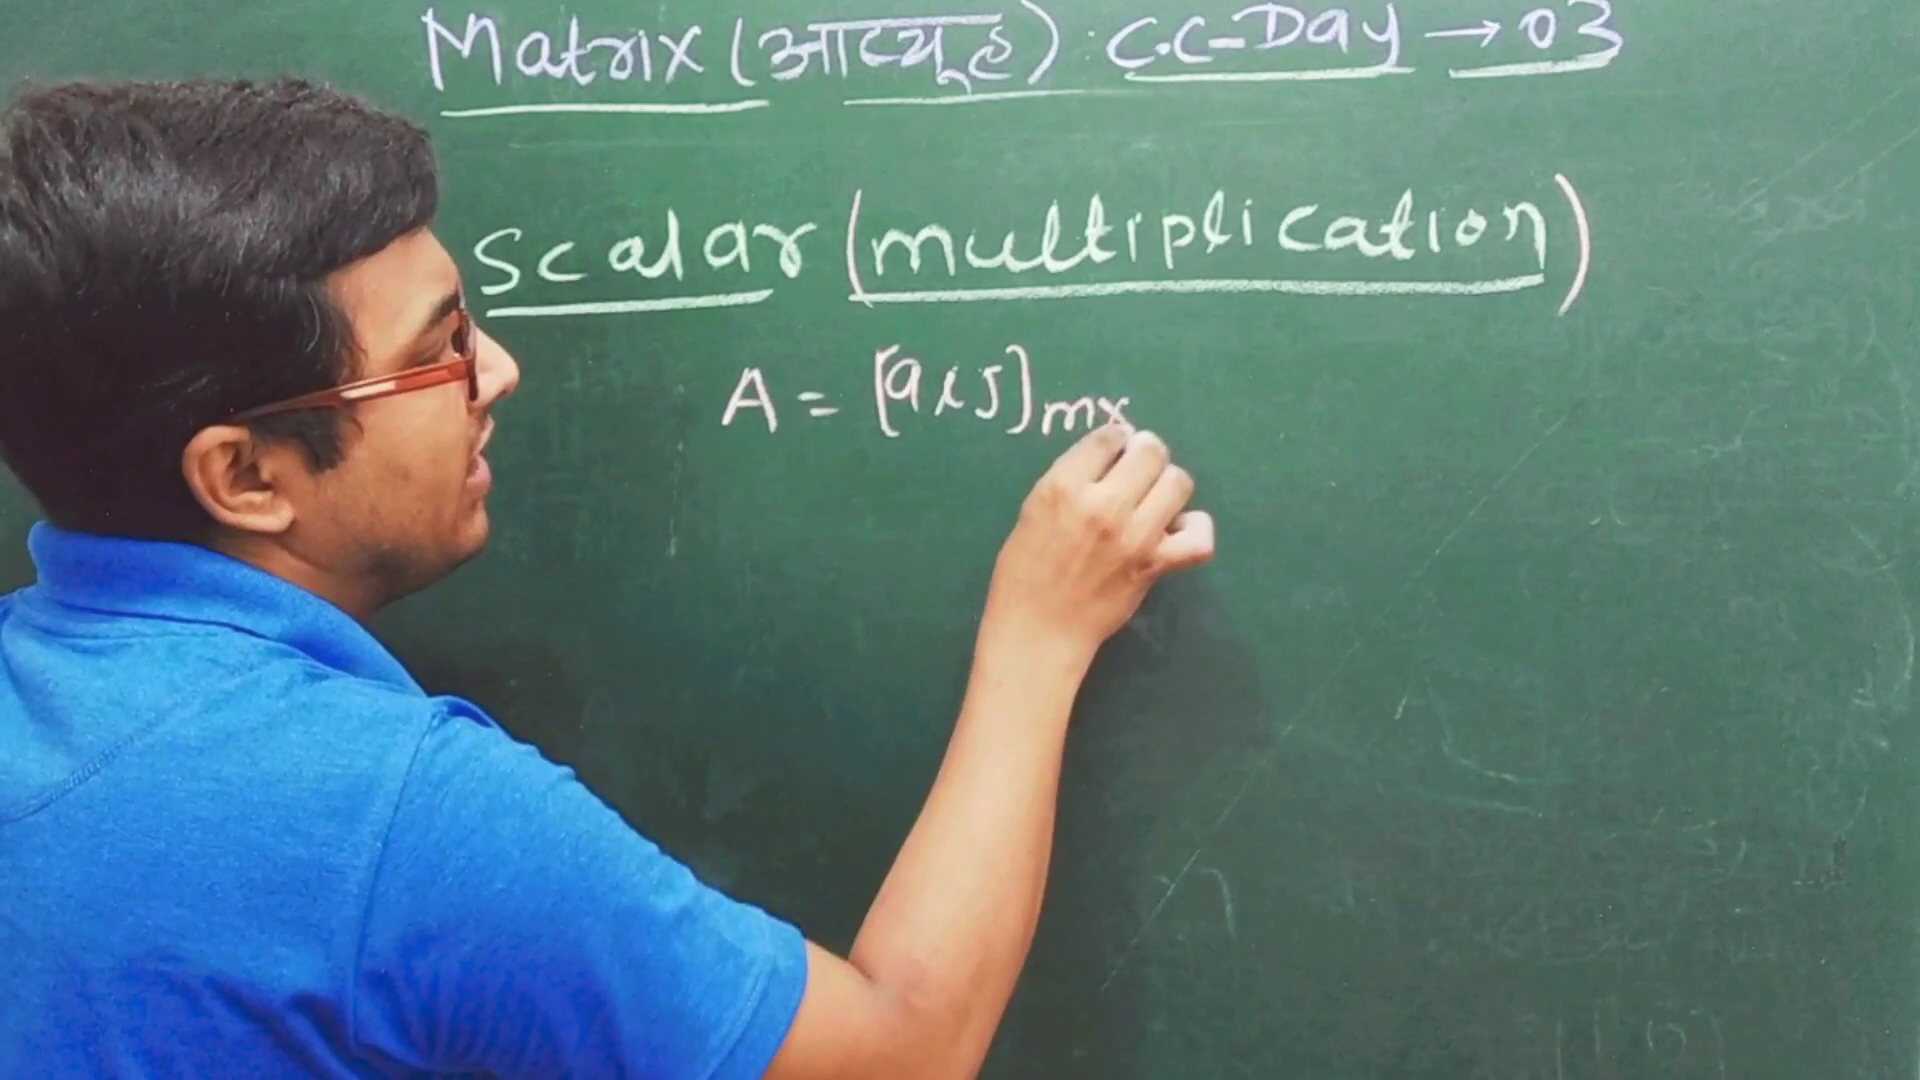 Matrix (आव्यूह) C.C-Day → 03
Scalar (multiplication)
A = [aij]mx